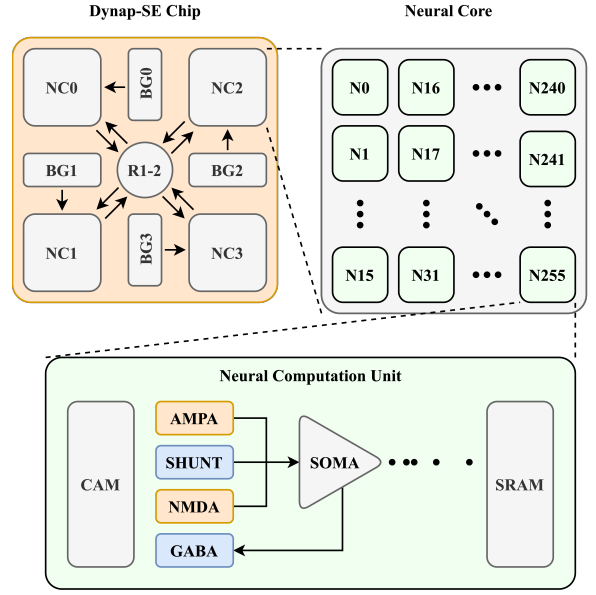 Dynap-SE Chip
Neural Core
NC0
BG0
NC2
BG1
R1-2
BG2
NC1
BG3
NC3
N0
N16
N240
N1
N17
N241
N15
N31
N255
Neural Computation Unit
CAM
AMPA
SHUNT
NMDA
GABA
SOMA
SRAM